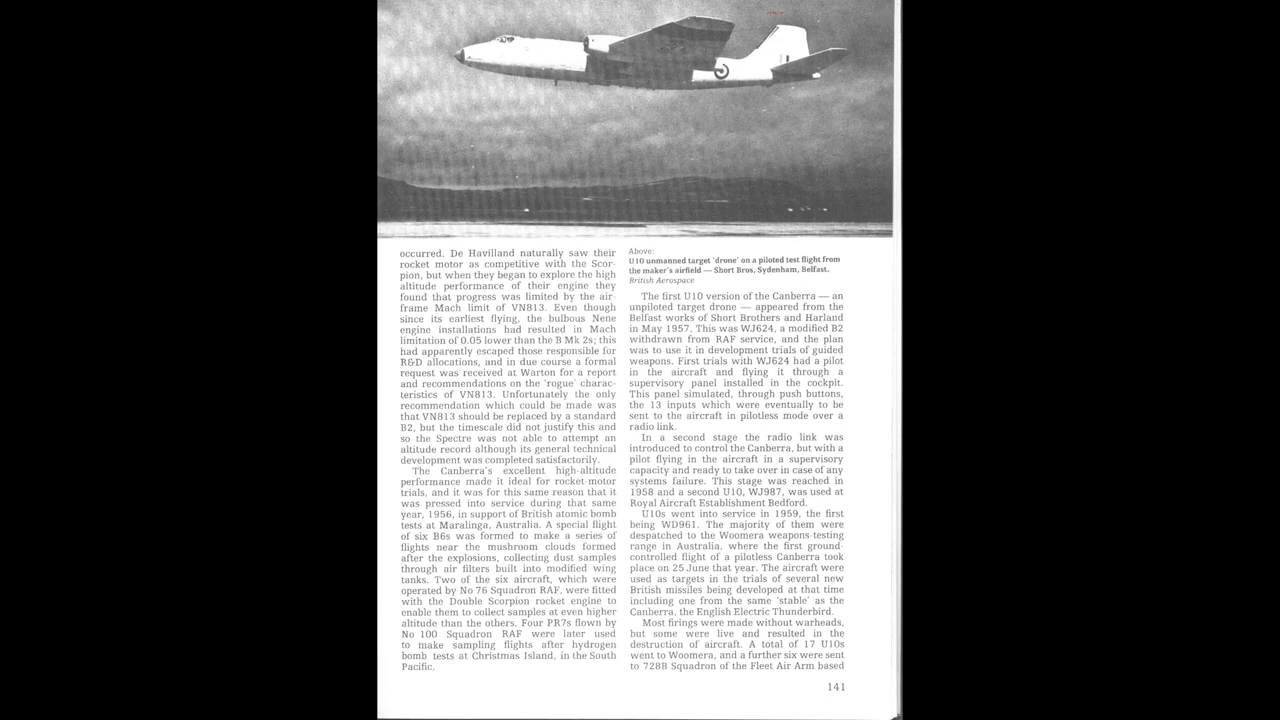 occurred. De Havilland naturally saw their
rocket motor as competitive with the Scor-
pion, but when they began to explore the high
altitude performance of their engine they
found that progress was limited by the air-
frame Mach limit of VN813. Even though
since its earliest flying, the bulbous Nene
engine installations had resulted in Mach
limitation of 0.05 lower than the B Mk 2s; this
had apparently escaped those responsible for
R&D allocations, and in due course a formal
request was received at Warton for a report
and recommendations on the 'rogue' charac-
teristics of VN813. Unfortunately the only
recommendation which could be made was
that VN813 should be replaced by a standard
B2, but the timescale did not justify this and
so the Spectre was not able to attempt an
altitude record although its general technical
development was completed satisfactorily.
The Canberra's excellent high-altitude
performance made it ideal for rocket-motor
trials, and it was for this same reason that it
was pressed into service during that same
year, 1956, in support of British atomic bomb
tests at Maralinga, Australia. A special flight
of six B6s was formed to make a series of
flights near the mushroom clouds formed
after the explosions, collecting dust samples
through air filters built into modified wing
tanks. Two of the six aircraft, which were
operated by No 76 Squadron RAF, were fitted
with the Double Scorpion rocket engine to
enable them to collect samples at even higher
altitude than the others. Four PR7s flown by
No 100 Squadron RAF were later used
to make sampling flights after hydrogen
bomb tests at Christmas Island, in the South
Pacific.
Above:
U10 unmanned target 'drone' on a piloted test flight from
the maker's airfield — Short Bros, Sydenham, Belfast.
British Aerospace
The first U10 version of the Canberra — an
unpiloted target drone — appeared from the
Belfast works of Short Brothers and Harland
in May 1957. This was WJ624, a modified B2
withdrawn from RAF service, and the plan
was to use it in development trials of guided
weapons. First trials with WJ624 had a pilot
in the aircraft and flying it through a
supervisory panel installed in the cockpit.
This panel simulated, through push buttons,
the 13 inputs which were eventually to be
sent to the aircraft in pilotless mode over a
radio link.
In a second stage the radio link was
introduced to control the Canberra, but with a
pilot flying in the aircraft in a supervisory
capacity and ready to take over in case of any
systems failure. This stage was reached in
1958 and a second U10, WJ987, was used at
Royal Aircraft Establishment Bedford.
U10s went into service in 1959, the first
being WD961. The majority of them were
despatched to the Woomera weapons-testing
range in Australia, where the first ground-
controlled flight of a pilotless Canberra took
place on 25 June that year. The aircraft were
used as targets in the trials of several new
British missiles being developed at that time
including one from the same 'stable' as the
Canberra, the English Electric Thunderbird.
Most firings were made without warheads,
but some were live and resulted in the
destruction of aircraft. A total of 17 U10s
went to Woomera, and a further six were sent
to 728B Squadron of the Fleet Air Arm based
141